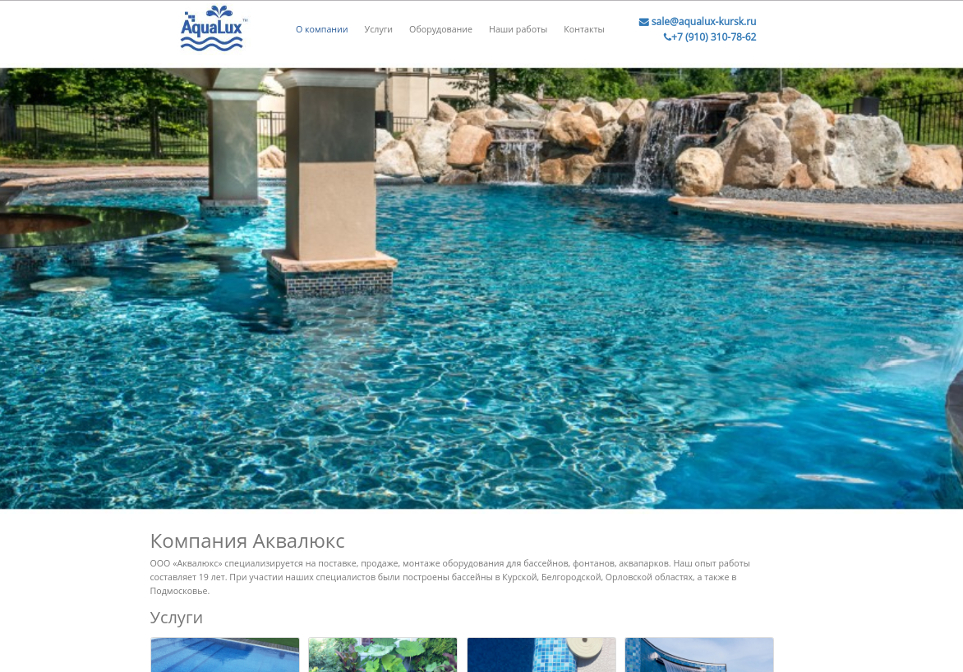 AquaLux™
О компании
Услуги
Оборудование
Наши работы
Контакты
sale@aqualux-kursk.ru
+7 (910) 310-78-62
Компания Аквалюкс
ООО «Аквалюкс» специализируется на поставке, продаже, монтаже оборудования для бассейнов, фонтанов, аквапарков. Наш опыт работы
составляет 19 лет. При участии наших специалистов были построены бассейны в Курской, Белгородской, Орловской областях, а также в
Подмосковье.
Услуги